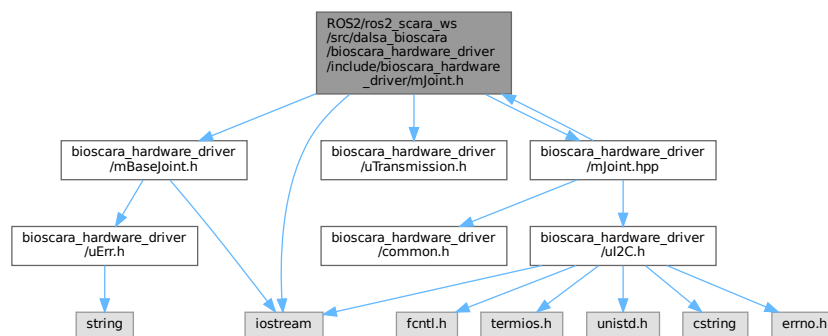 ROS2/ros2_scara_ws
/src/dalsa_bioscara
/bioscara_hardware_driver
/include/bioscara_hardware
_driver/mJoint.h
bioscara_hardware_driver
/mBaseJoint.h
bioscara_hardware_driver
/uTransmission.h
bioscara_hardware_driver
/mJoint.hpp
bioscara_hardware_driver
/uErr.h
bioscara_hardware_driver
/common.h
bioscara_hardware_driver
/uI2C.h
string
iostream
fcntl.h
termios.h
unistd.h
cstring
errno.h